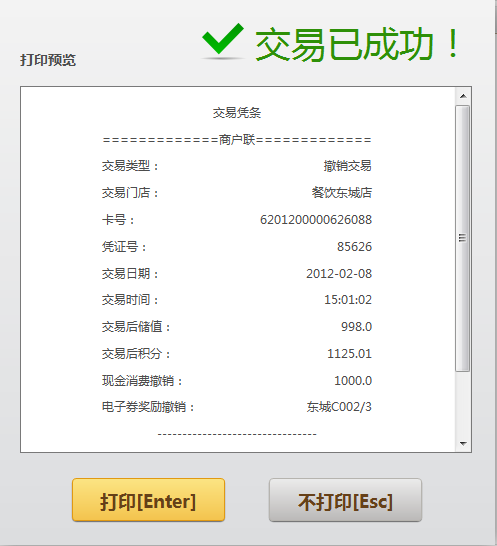 交易已成功！
打印预览
交易凭条
=============商户联=============
交易类型： 撤销交易
交易门店： 餐饮东城店
卡号： 6201200000626088
凭证号： 85626
交易日期： 2012-02-08
交易时间： 15:01:02
交易后储值： 998.0
交易后积分： 1125.01
现金消费撤销： 1000.0
电子券奖励撤销： 东城C002/3
--------------------------------
打印[Enter] 不打印[Esc]